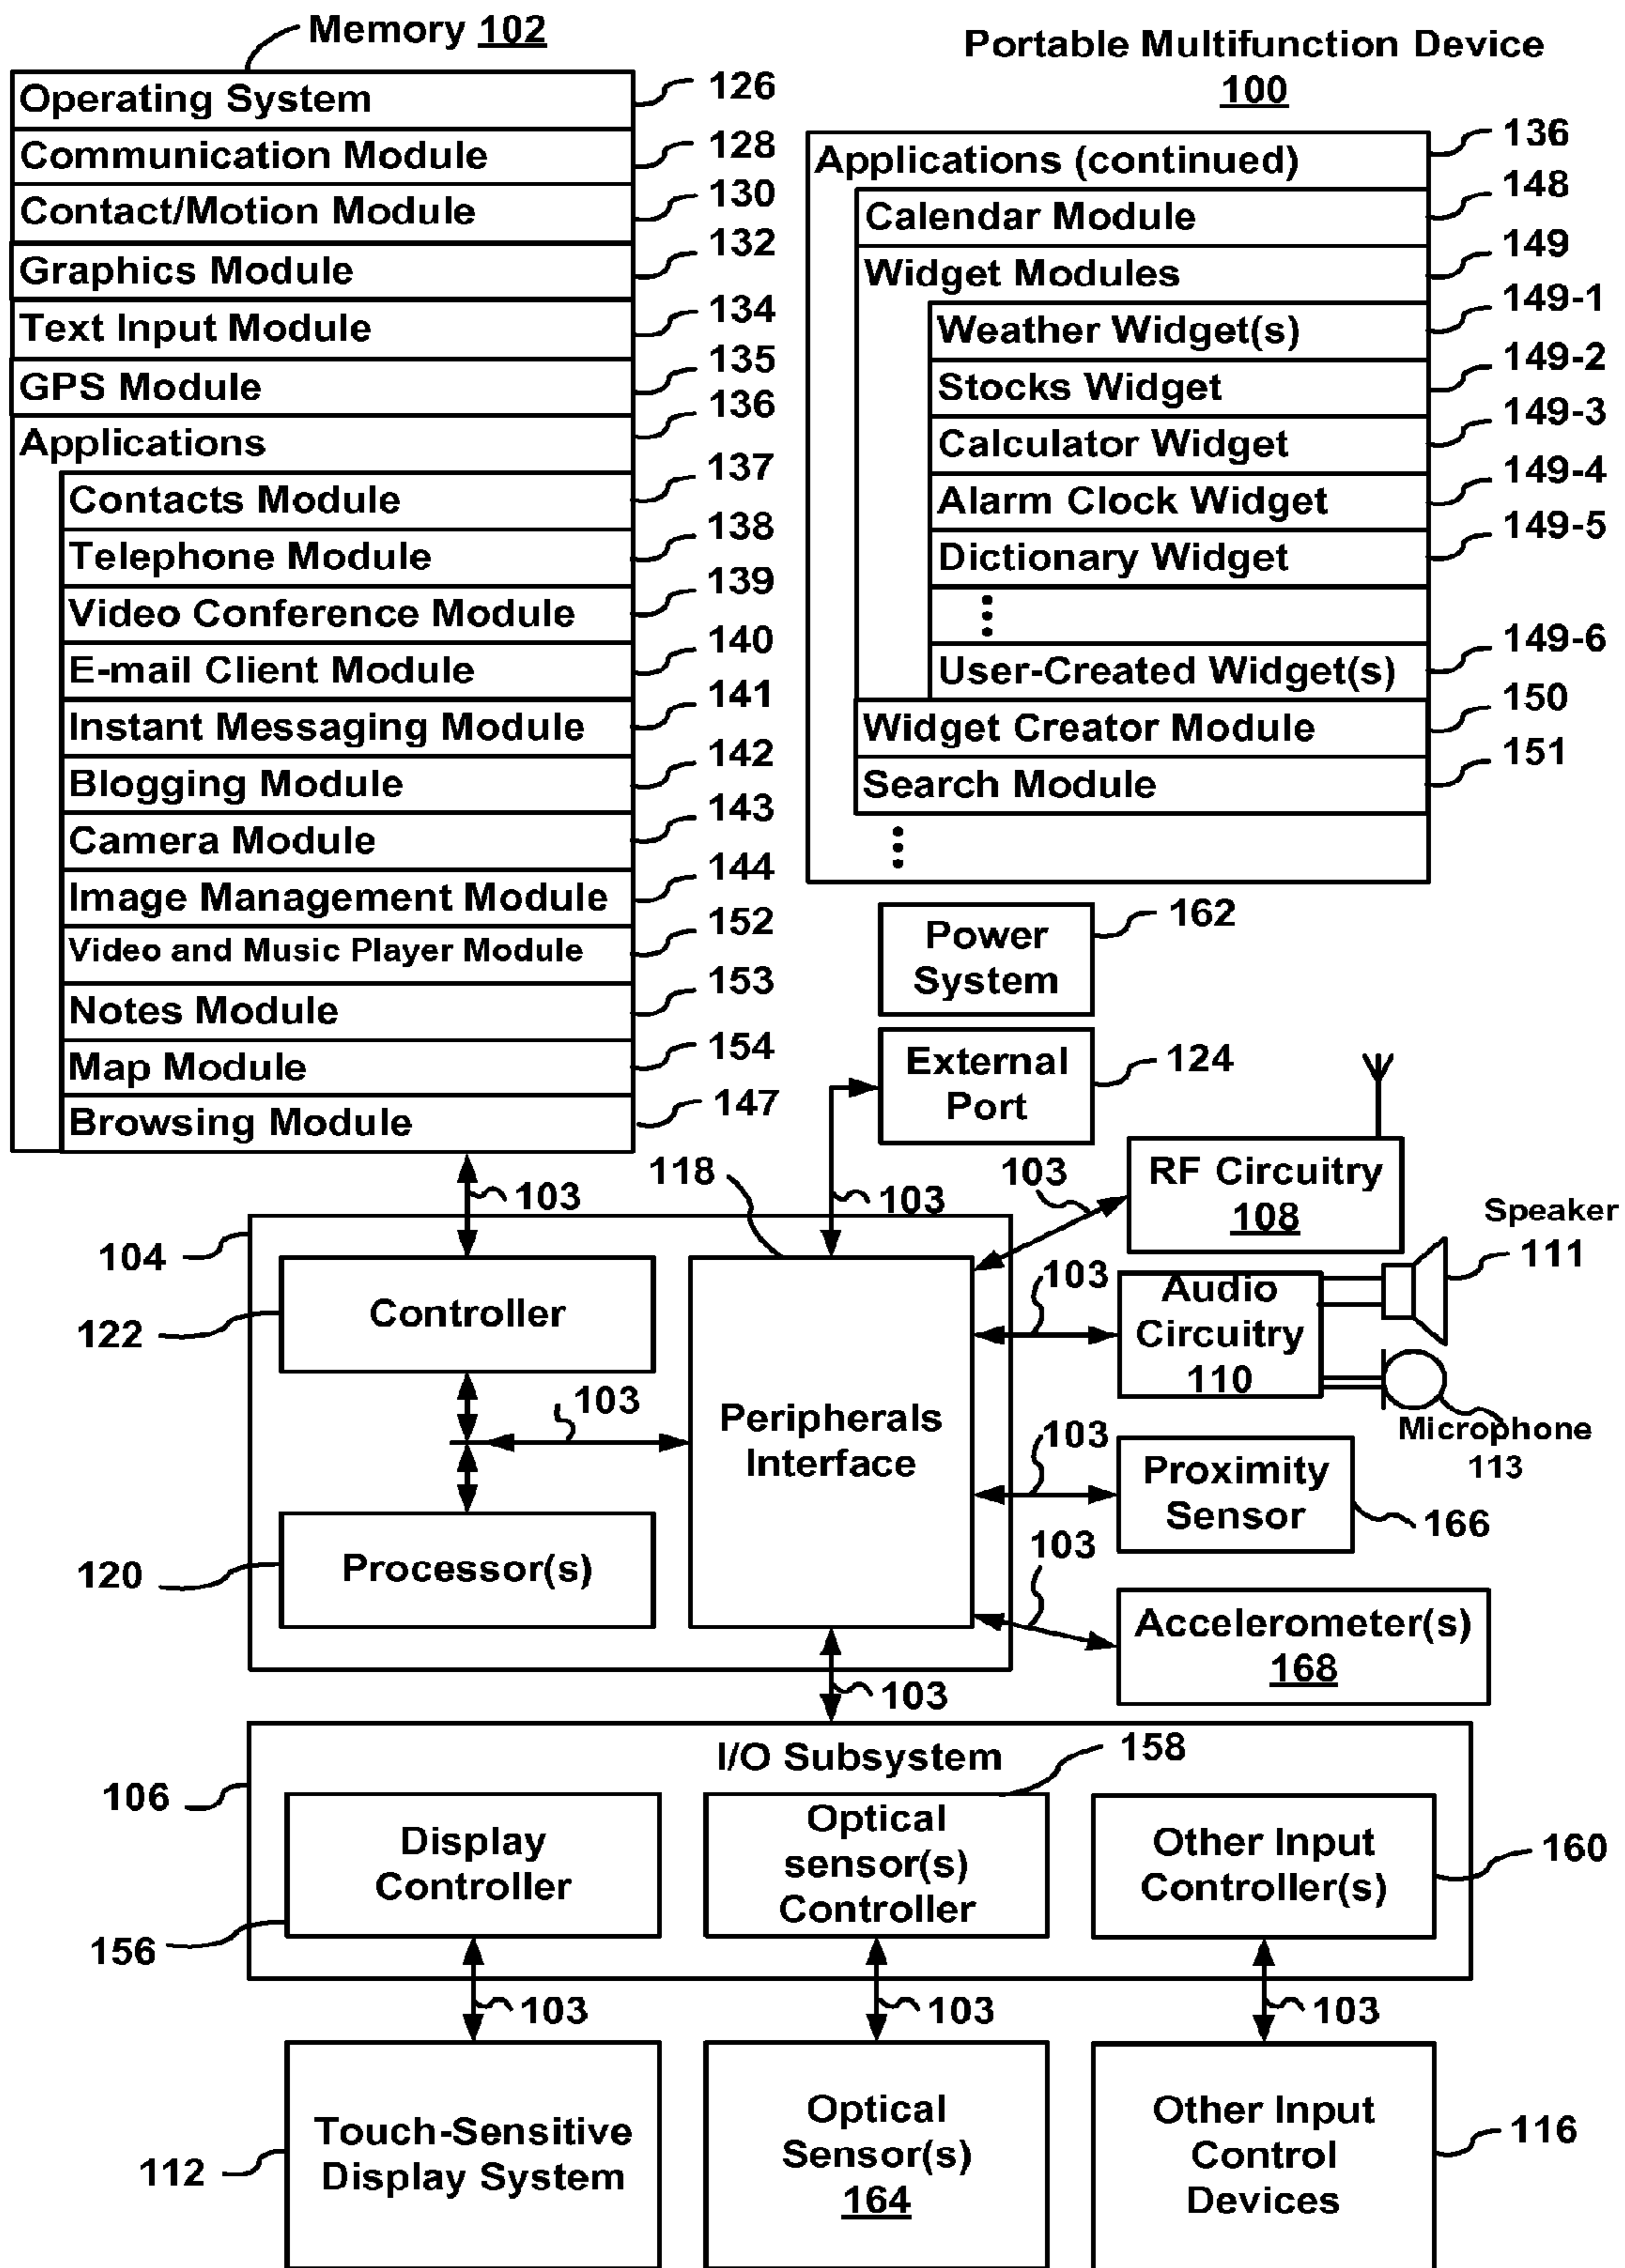 Memory 102
Operating System 126
Communication Module 128
Contact/Motion Module 130
Graphics Module 132
Text Input Module 134
GPS Module 135
Applications 136
Contacts Module 137
Telephone Module 138
Video Conference Module 139
E-mail Client Module 140
Instant Messaging Module 141
Blogging Module 142
Camera Module 143
Image Management Module 144
Video and Music Player Module 152
Notes Module 153
Map Module 154
Browsing Module 147
Portable Multifunction Device
100
Applications (continued) 136
Calendar Module 148
Widget Modules 149
Weather Widget(s) 149-1
Stocks Widget 149-2
Calculator Widget 149-3
Alarm Clock Widget 149-4
Dictionary Widget 149-5
User-Created Widget(s) 149-6
Widget Creator Module 150
Search Module 151
Power
System
162
External
Port
124
103
118
103
103
RF Circuitry
108
Speaker
111
104
Controller
122
103
Audio
Circuitry
110
Microphone
113
103
Peripherals
Interface
103
Proximity
Sensor
166
Processor(s)
120
103
Accelerometer(s)
168
103
I/O Subsystem
106
158
Display
Controller
156
Optical
sensor(s)
Controller
Other Input
Controller(s)
160
103
103
103
Touch-Sensitive
Display System
112
Optical
Sensor(s)
164
Other Input
Control
Devices
116